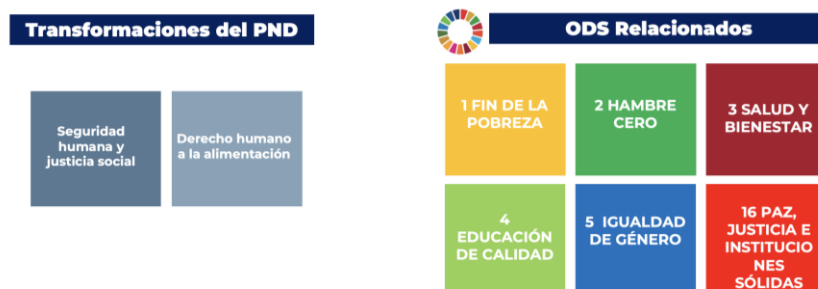 Transformaciones del PND
Seguridad
humana y
justicia social
Derecho humano
a la alimentación
ODS Relacionados
1 FIN DE LA
POBREZA
2 HAMBRE
CERO
3 SALUD Y
BIENESTAR
4
EDUCACIÓN
DE CALIDAD
5 IGUALDAD
DE GÉNERO
16 PAZ,
JUSTICIA E
INSTITUCIO
NES
SÓLIDAS